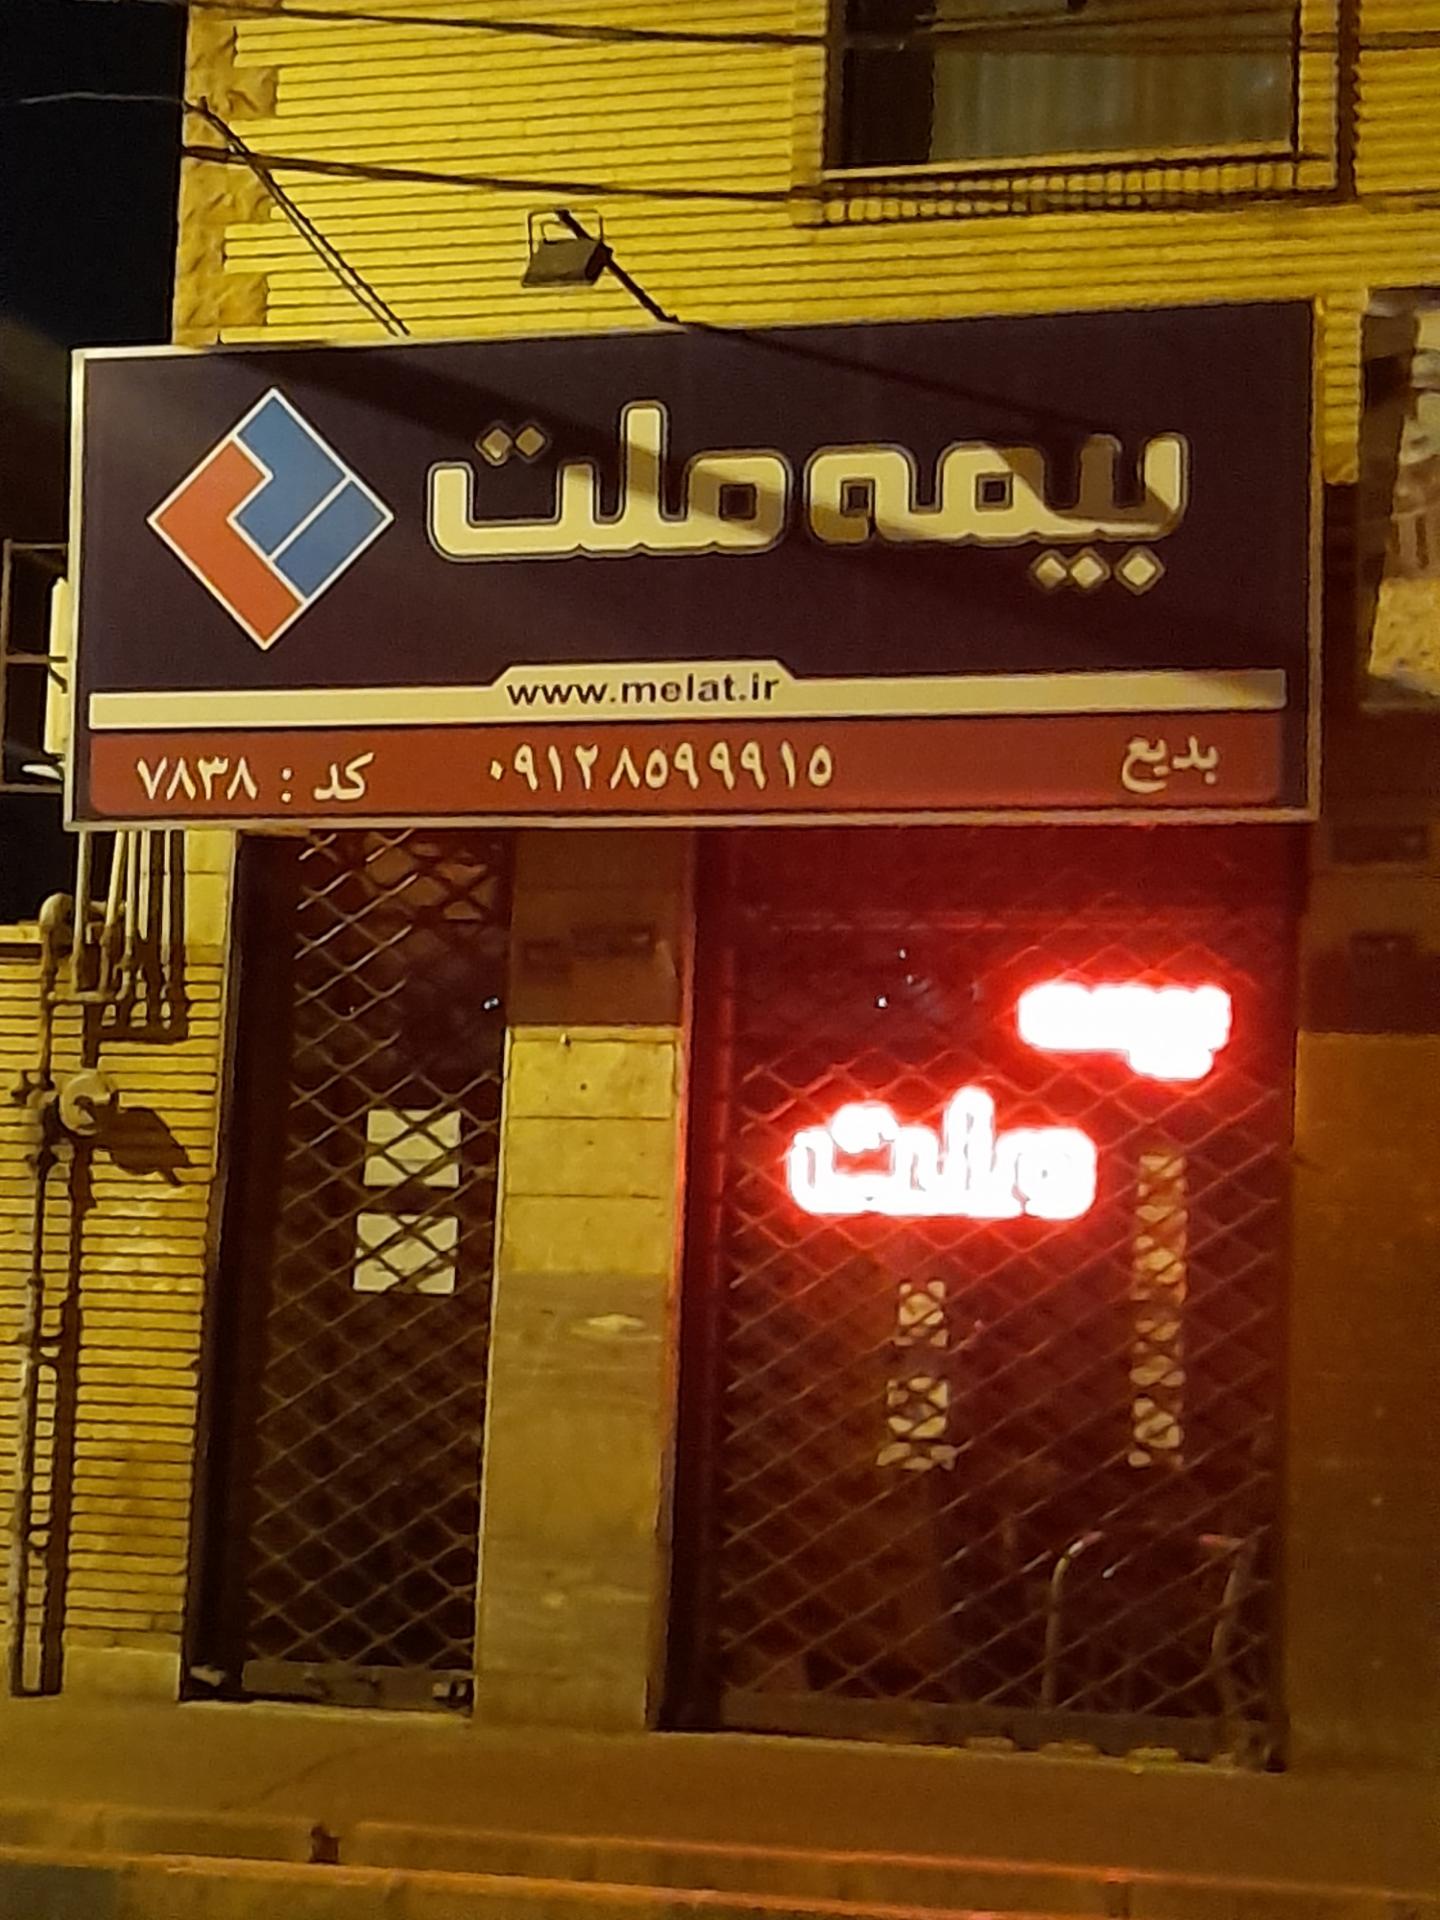 بیمه ملت
www.melat.ir
بدیع ۰۹۱۲۸۵۹۹۹۱۵ کد : ۷۸۳۸
بیمه
ملت